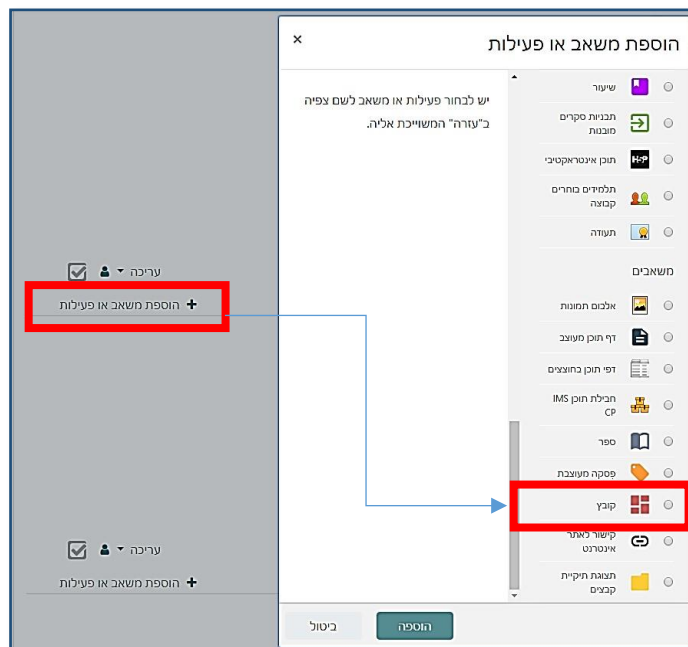 הוספת משאב או פעילות
×
שיעור
תבניות סקרים
מובנות
H-P
תוכן אינטראקטיבי
תלמידים בוחרים
קבוצה
תעודה
משאבים
אלבום תמונות
דף תוכן מעוצב
דפי תוכן בחוצצים
חבילת תוכן IMS
CP
ספר
פסקה מעוצבת
קובץ
קישור לאתר
אינטרנט
תצוגת תיקיית
קבצים
יש לבחור פעילות או משאב לשם צפיה
ב"עזרה" המשוייכת אליה.
הוספה
ביטול
עריכה
+ הוספת משאב או פעילות
עריכה
+ הוספת משאב או פעילות